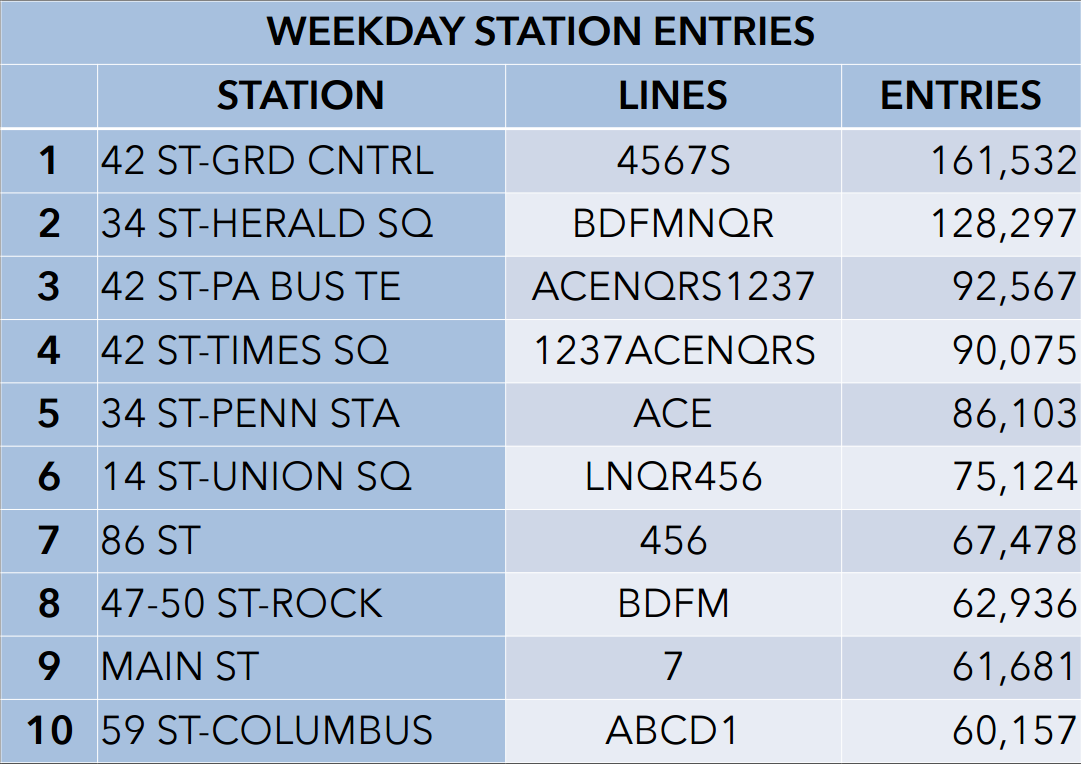 WEEKDAY STATION ENTRIES
STATION LINES ENTRIES
1 42 ST-GRD CNTRL 4567S 161,532
2 34 ST-HERALD SQ BDFMNQR 128,297
3 42 ST-PA BUS TE ACENQRS1237 92,567
4 42 ST-TIMES SQ 1237ACENQRS 90,075
5 34 ST-PENN STA ACE 86,103
6 14 ST-UNION SQ LNQR456 75,124
7 86 ST 456 67,478
8 47-50 ST-ROCK BDFM 62,936
9 MAIN ST 7 61,681
10 59 ST-COLUMBUS ABCD1 60,157